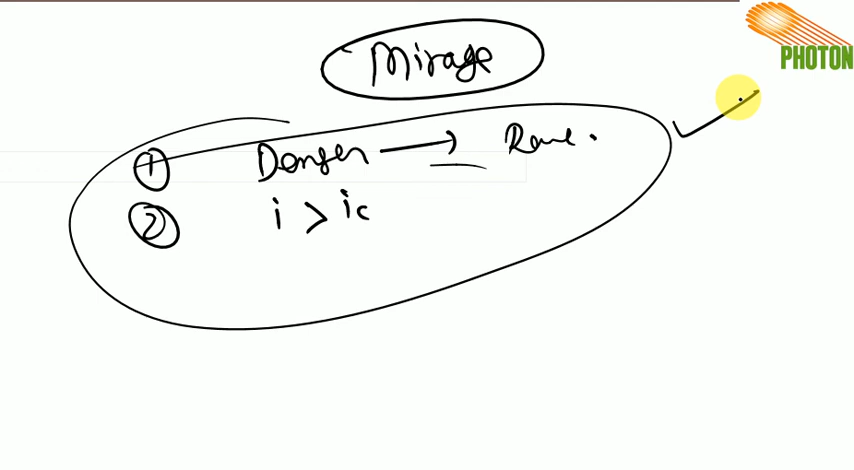 PHOTON
Mirage
① Denser → Rare.
② i > ic